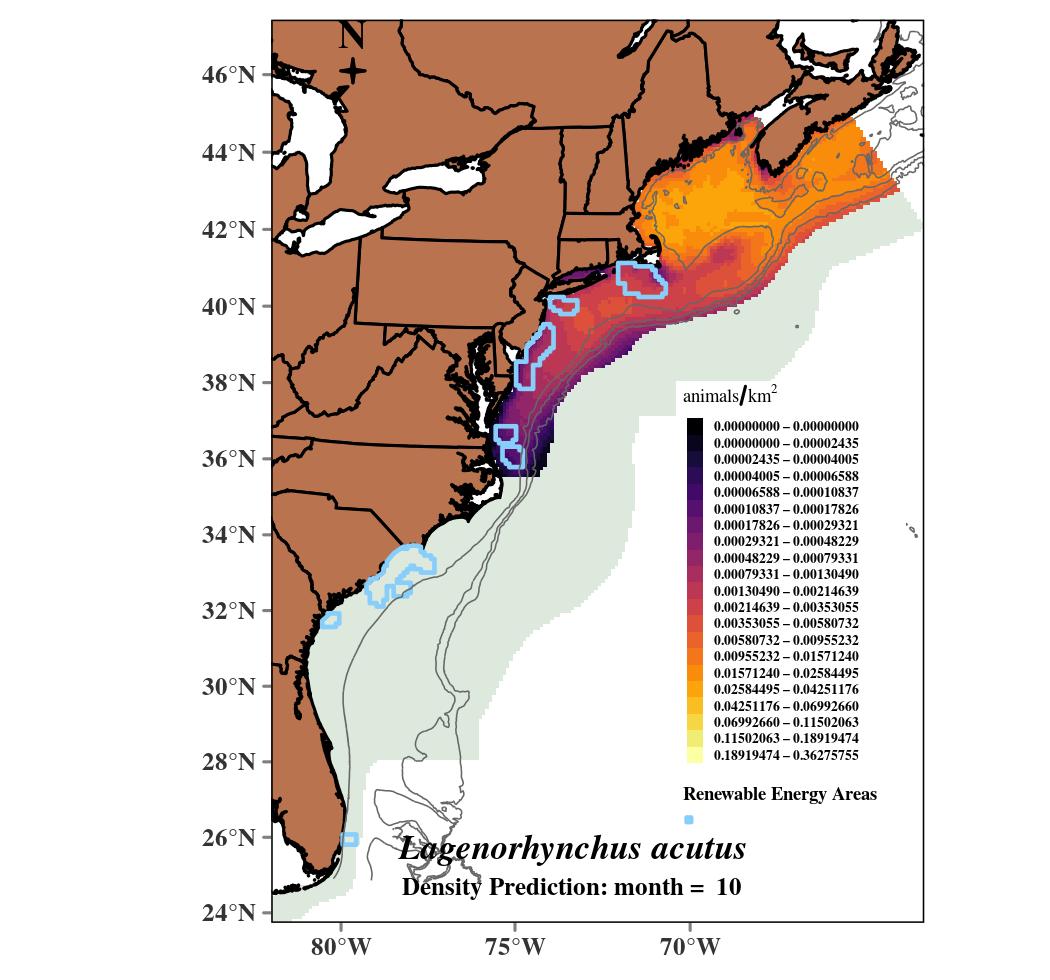 N
46°N
44°N
42°N
40°N
38°N
36°N
34°N
32°N
30°N
28°N
26°N
24°N
animals/km²
0.00000000 – 0.00000000
0.00000000 – 0.00002435
0.00002435 – 0.00004005
0.00004005 – 0.00006588
0.00006588 – 0.00010837
0.00010837 – 0.00017826
0.00017826 – 0.00029321
0.00029321 – 0.00048229
0.00048229 – 0.00079331
0.00079331 – 0.00130490
0.00130490 – 0.00214639
0.00214639 – 0.00353055
0.00353055 – 0.00580732
0.00580732 – 0.00955232
0.00955232 – 0.01571240
0.01571240 – 0.02584495
0.02584495 – 0.04251176
0.04251176 – 0.06992660
0.06992660 – 0.11502063
0.11502063 – 0.18919474
0.18919474 – 0.36275755
Renewable Energy Areas
Lagenorhynchus acutus
Density Prediction: month = 10
80°W 75°W 70°W